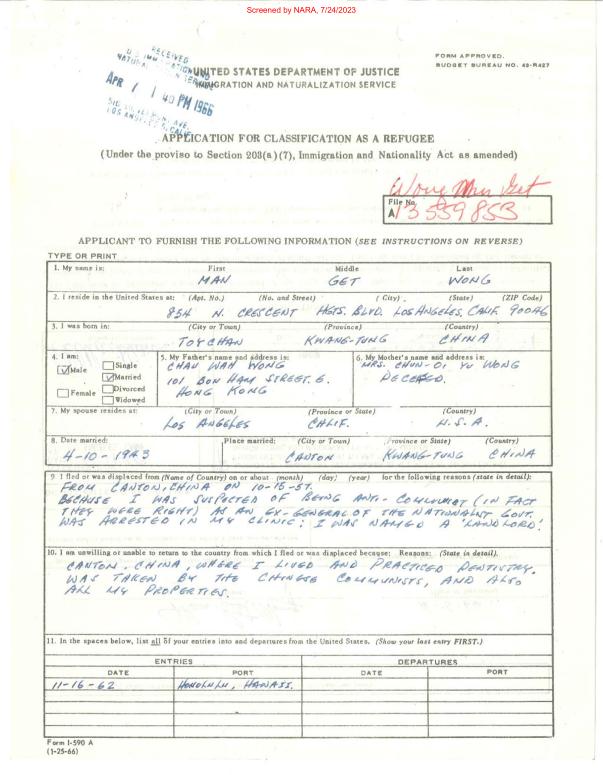 Screened by NARA, 7/24/2023
FORM APPROVED.
BUDGET BUREAU NO. 43-R427
RECEIVED
UNITED STATES DEPARTMENT OF JUSTICE
IMMIGRATION AND NATURALIZATION SERVICE
APR 1 1 40 PM 1966
LOS ANGELES, CALIF.
APPLICATION FOR CLASSIFICATION AS A REFUGEE
(Under the proviso to Section 203(a)(7), Immigration and Nationality Act as amended)
Wong Man Get
File No.
A 13 559 853
APPLICANT TO FURNISH THE FOLLOWING INFORMATION (SEE INSTRUCTIONS ON REVERSE)
TYPE OR PRINT
1. My name is: First Middle Last
MAN GET WONG
2. I reside in the United States at: (Apt. No.) (No. and Street) (City) (State) (ZIP Code)
854 N. CRESCENT HGTS. BLVD. LOS ANGELES, CALIF. 90046
3. I was born in: (City or Town) (Province) (Country)
TOYCHAN KWANG-TUNG CHINA
4. I am: Single
Male Married
Divorced
Female Widowed
5. My Father's name and address is:
CHAN WAH WONG
101 BON HAM STREET. E.
HONG KONG
6. My Mother's name and address is:
MRS. CHUN-OI YU WONG
DECEASED.
7. My spouse resides at: (City or Town) (Province or State) (Country)
LOS ANGELES CALIF. U.S.A.
8. Date married: Place married: (City or Town) (Province or State) (Country)
4-10-1943 CANTON KWANG-TUNG CHINA
9. I fled or was displaced from (Name of Country) on or about (month) (day) (year) for the following reasons (state in detail):
FROM CANTON, CHINA ON 10-15-57.
BECAUSE I WAS SUSPECTED OF BEING ANTI-COMMUNIST (IN FACT
THEY WERE RIGHT) AS AN EX-GENERAL OF THE NATIONALIST GOVT.
WAS ARRESTED IN MY CLINIC; I WAS NAMED A 'LANDLORD'.
10. I am unwilling or unable to return to the country from which I fled or was displaced because: Reasons: (State in detail).
CANTON, CHINA, WHERE I LIVED AND PRACTICED DENTISTRY.
WAS TAKEN BY THE CHINESE COMMUNISTS, AND ALSO
ALL MY PROPERTIES.
11. In the spaces below, list all of your entries into and departures from the United States. (Show your last entry FIRST.)
ENTRIES DEPARTURES
DATE PORT DATE PORT
11-16-62 HONOLULU, HAWAII.
Form I-590 A
(1-25-66)